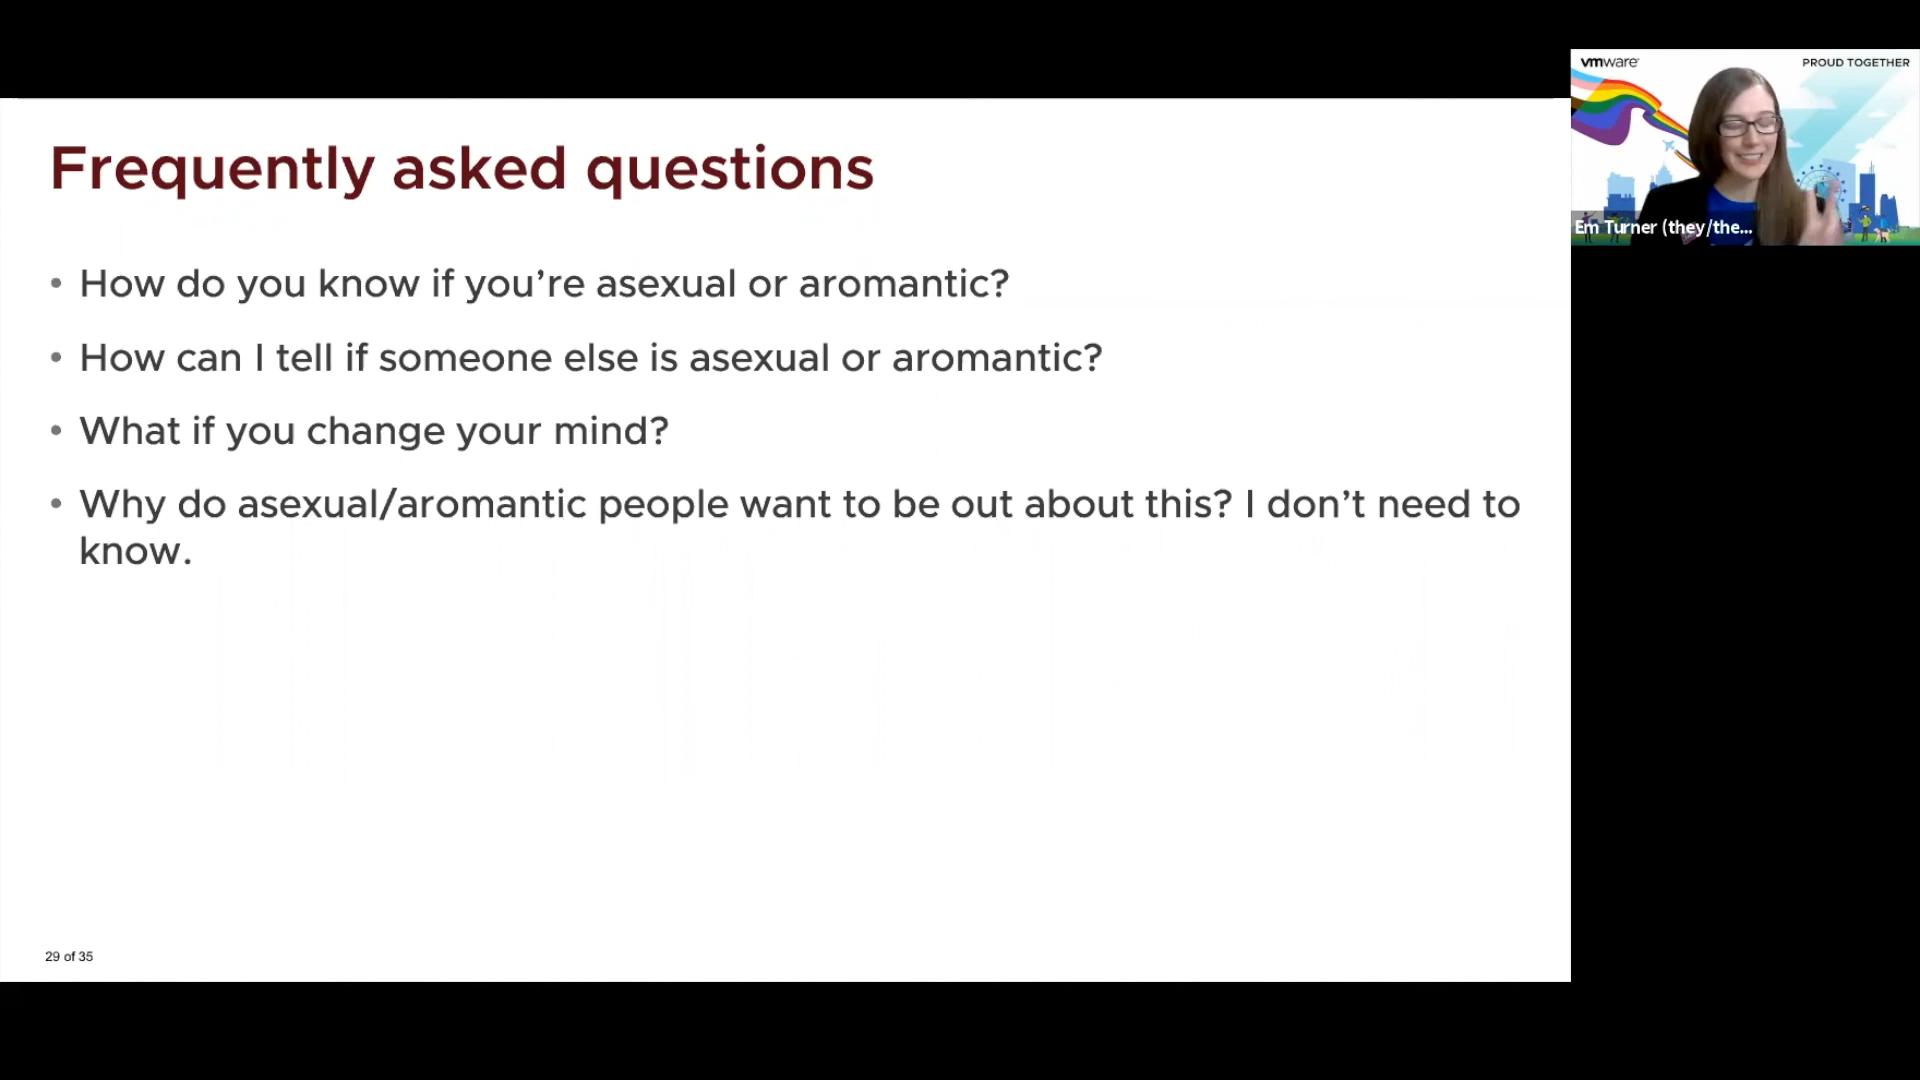 vmware
PROUD TOGETHER
Em Turner (they/the...
Frequently asked questions
• How do you know if you’re asexual or aromantic?
• How can I tell if someone else is asexual or aromantic?
• What if you change your mind?
• Why do asexual/aromantic people want to be out about this? I don’t need to
know.
29 of 35